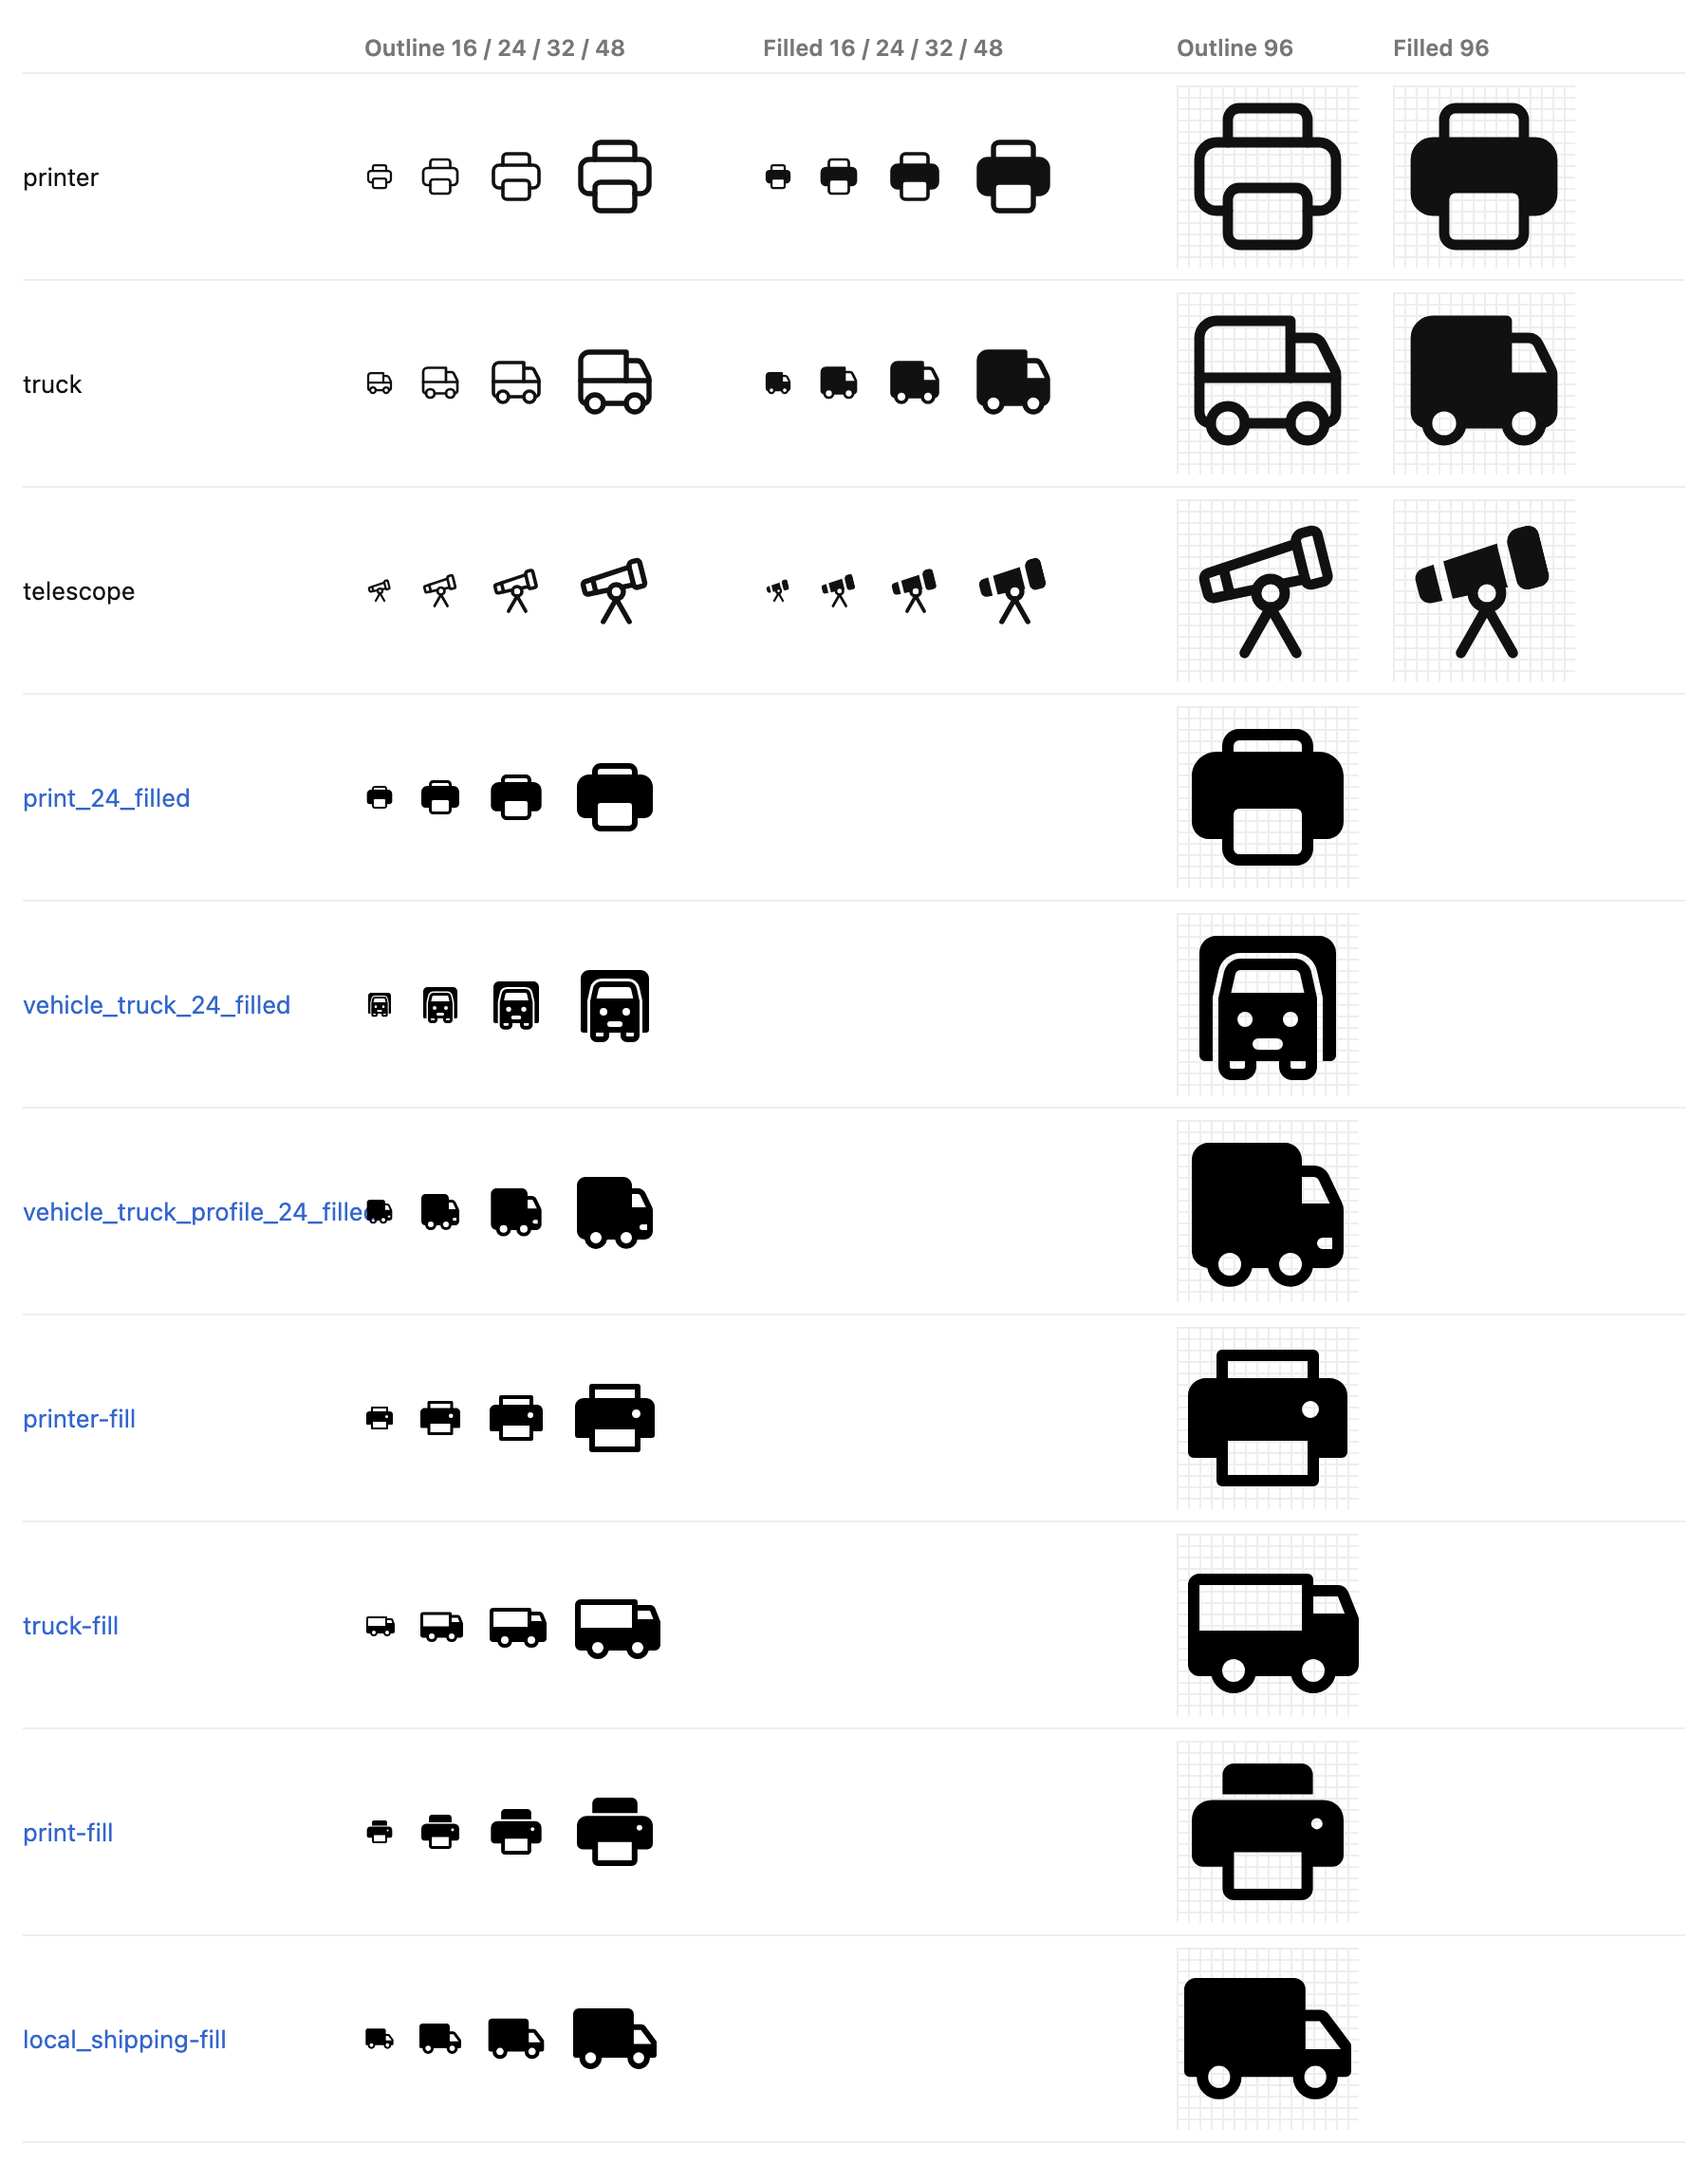 Outline 16 / 24 / 32 / 48 Filled 16 / 24 / 32 / 48 Outline 96 Filled 96
printer
truck
telescope
print_24_filled
vehicle_truck_24_filled
vehicle_truck_profile_24_filled
printer-fill
truck-fill
print-fill
local_shipping-fill